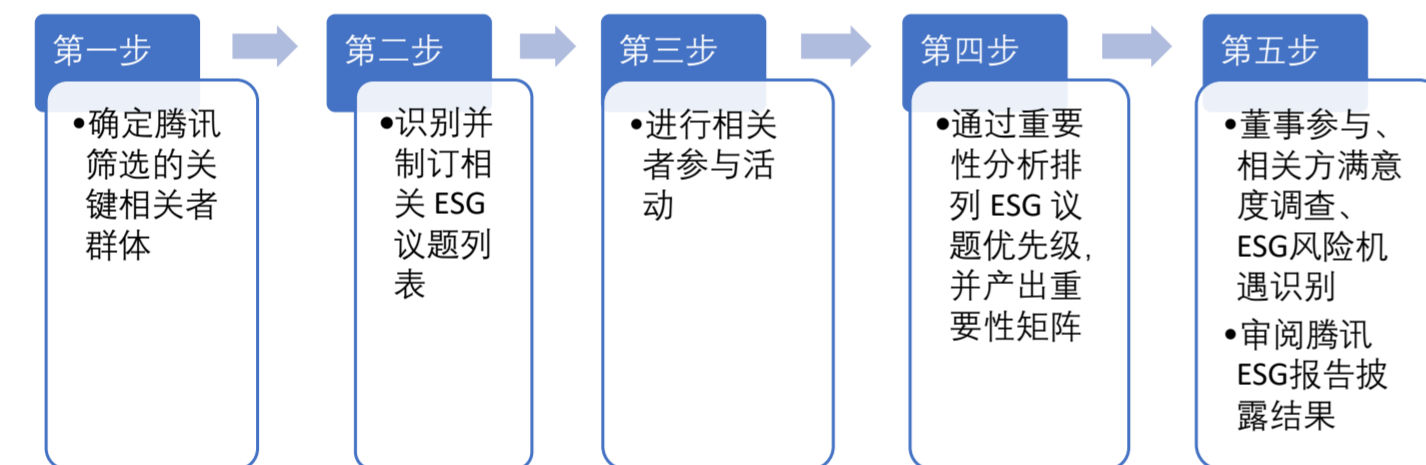 第一步
•确定腾讯
筛选的关
键相关者
群体
第二步
•识别并
制订相
关 ESG
议题列
表
第三步
•进行相关
者参与活
动
第四步
•通过重要
性分析排
列 ESG 议
题优先级,
并产出重
要性矩阵
第五步
•董事参与、
相关方满意
度调查、
ESG风险机
遇识别
•审阅腾讯
ESG报告披
露结果